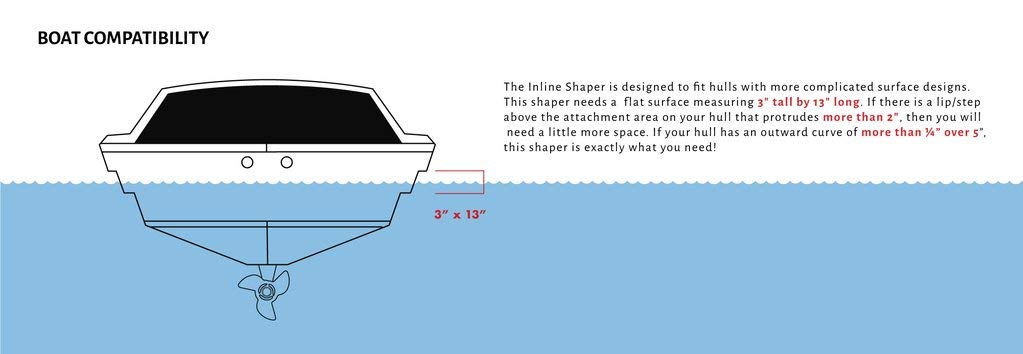 BOAT COMPATIBILITY
The Inline Shaper is designed to fit hulls with more complicated surface designs.
This shaper needs a flat surface measuring 3" tall by 13" long. If there is a lip/step
above the attachment area on your hull that protrudes more than 2", then you will
need a little more space. If your hull has an outward curve of more than ¼” over 5”,
this shaper is exactly what you need!
3” x 13”